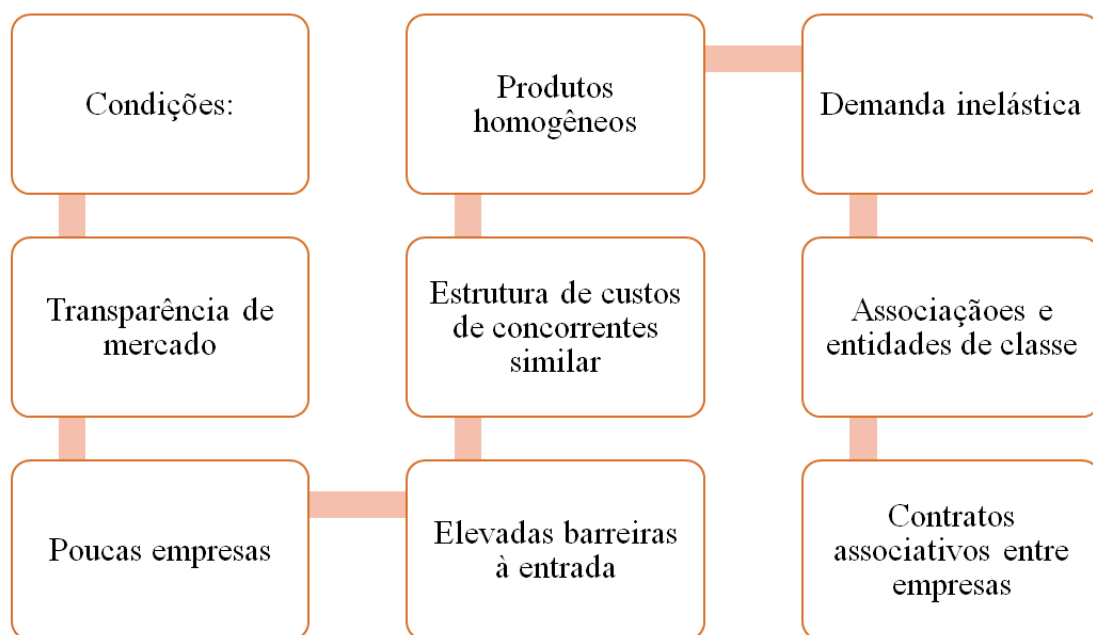 Condições:
Transparência de
mercado
Poucas empresas
Elevadas barreiras
à entrada
Estrutura de custos
de concorrentes
similar
Produtos
homogêneos
Demanda inelástica
Associaçãoes e
entidades de classe
Contratos
associativos entre
empresas